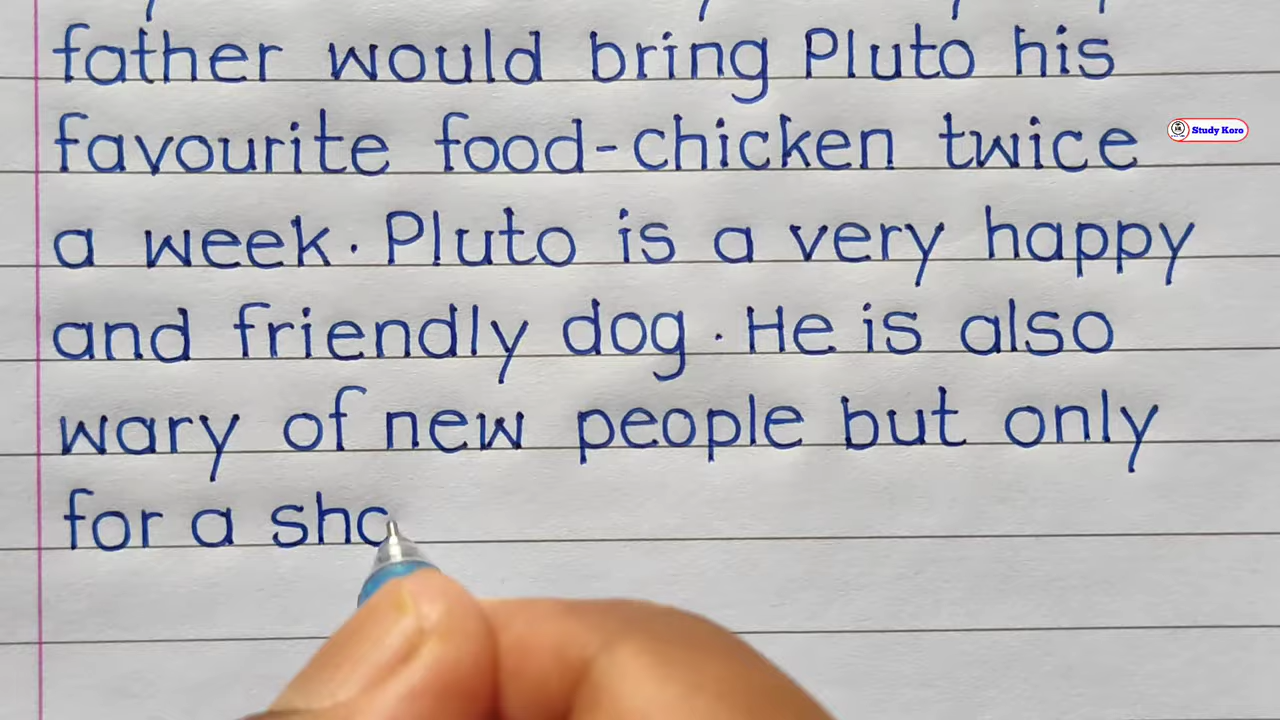 father would bring Pluto his
favourite food-chicken twice
Study Koro
a week. Pluto is a very happy
and friendly dog. He is also
wary of new people but only
for a sho